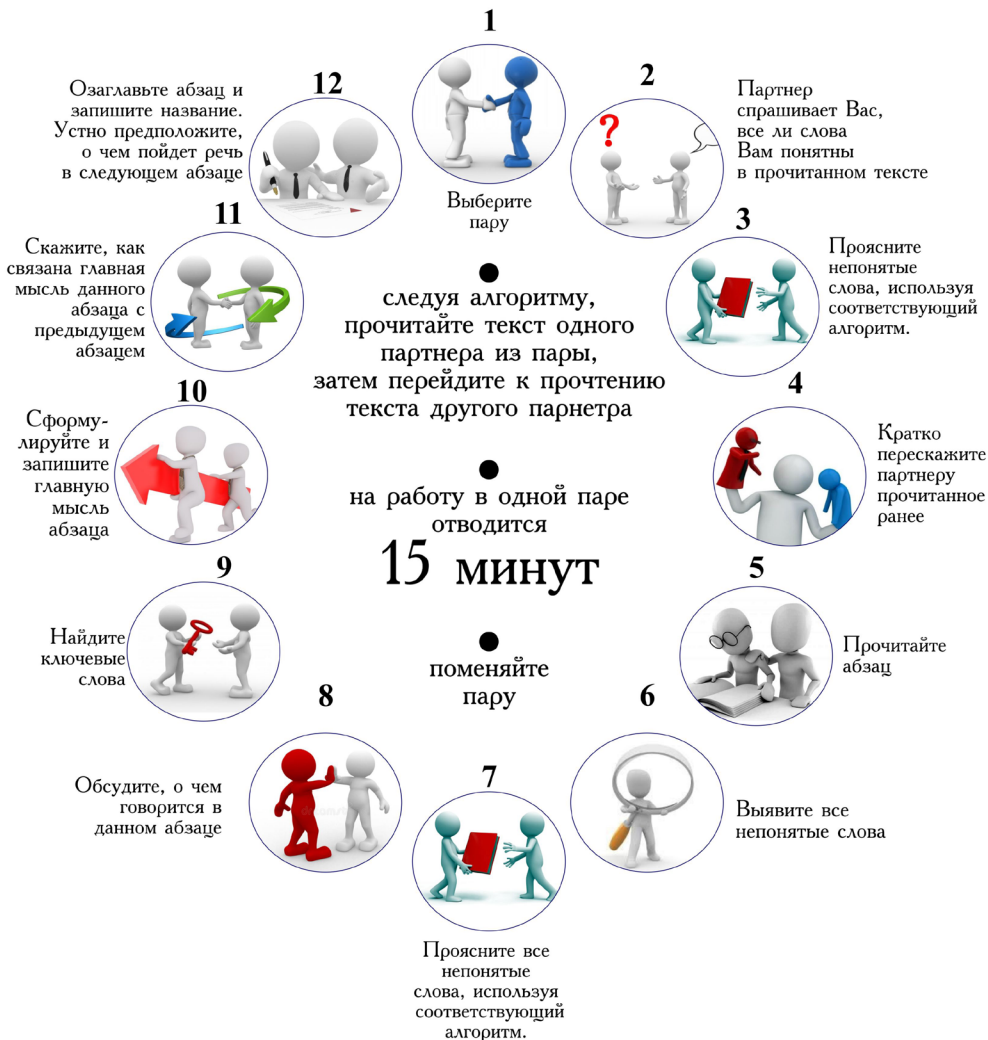 1
Выберите
пару
2
Партнер
спрашивает Вас,
все ли слова
Вам понятны
в прочитанном тексте
3
Проясните
непонятые
слова, используя
соответствующий
алгоритм.
4
Кратко
перескажите
партнеру
прочитанное
ранее
5
Прочитайте
абзац
6
Выявите все
непонятые слова
7
Проясните все
непонятые
слова, используя
соответствующий
алгоритм.
8
Обсудите, о чем
говорится в
данном абзаце
9
Найдите
ключевые
слова
10
Сформу-
лируйте и
запишите
главную
мысль
абзаца
11
Скажите, как
связана главная
мысль данного
абзаца с
предыдущем
абзацем
12
Озаглавьте абзац и
запишите название.
Устно предположите,
о чем пойдет речь
в следующем абзаце
?
● следуя алгоритму,
прочитайте текст одного
партнера из пары,
затем перейдите к прочтению
текста другого парнетра
● на работу в одной паре
отводится
15 минут
● поменяйте
пару